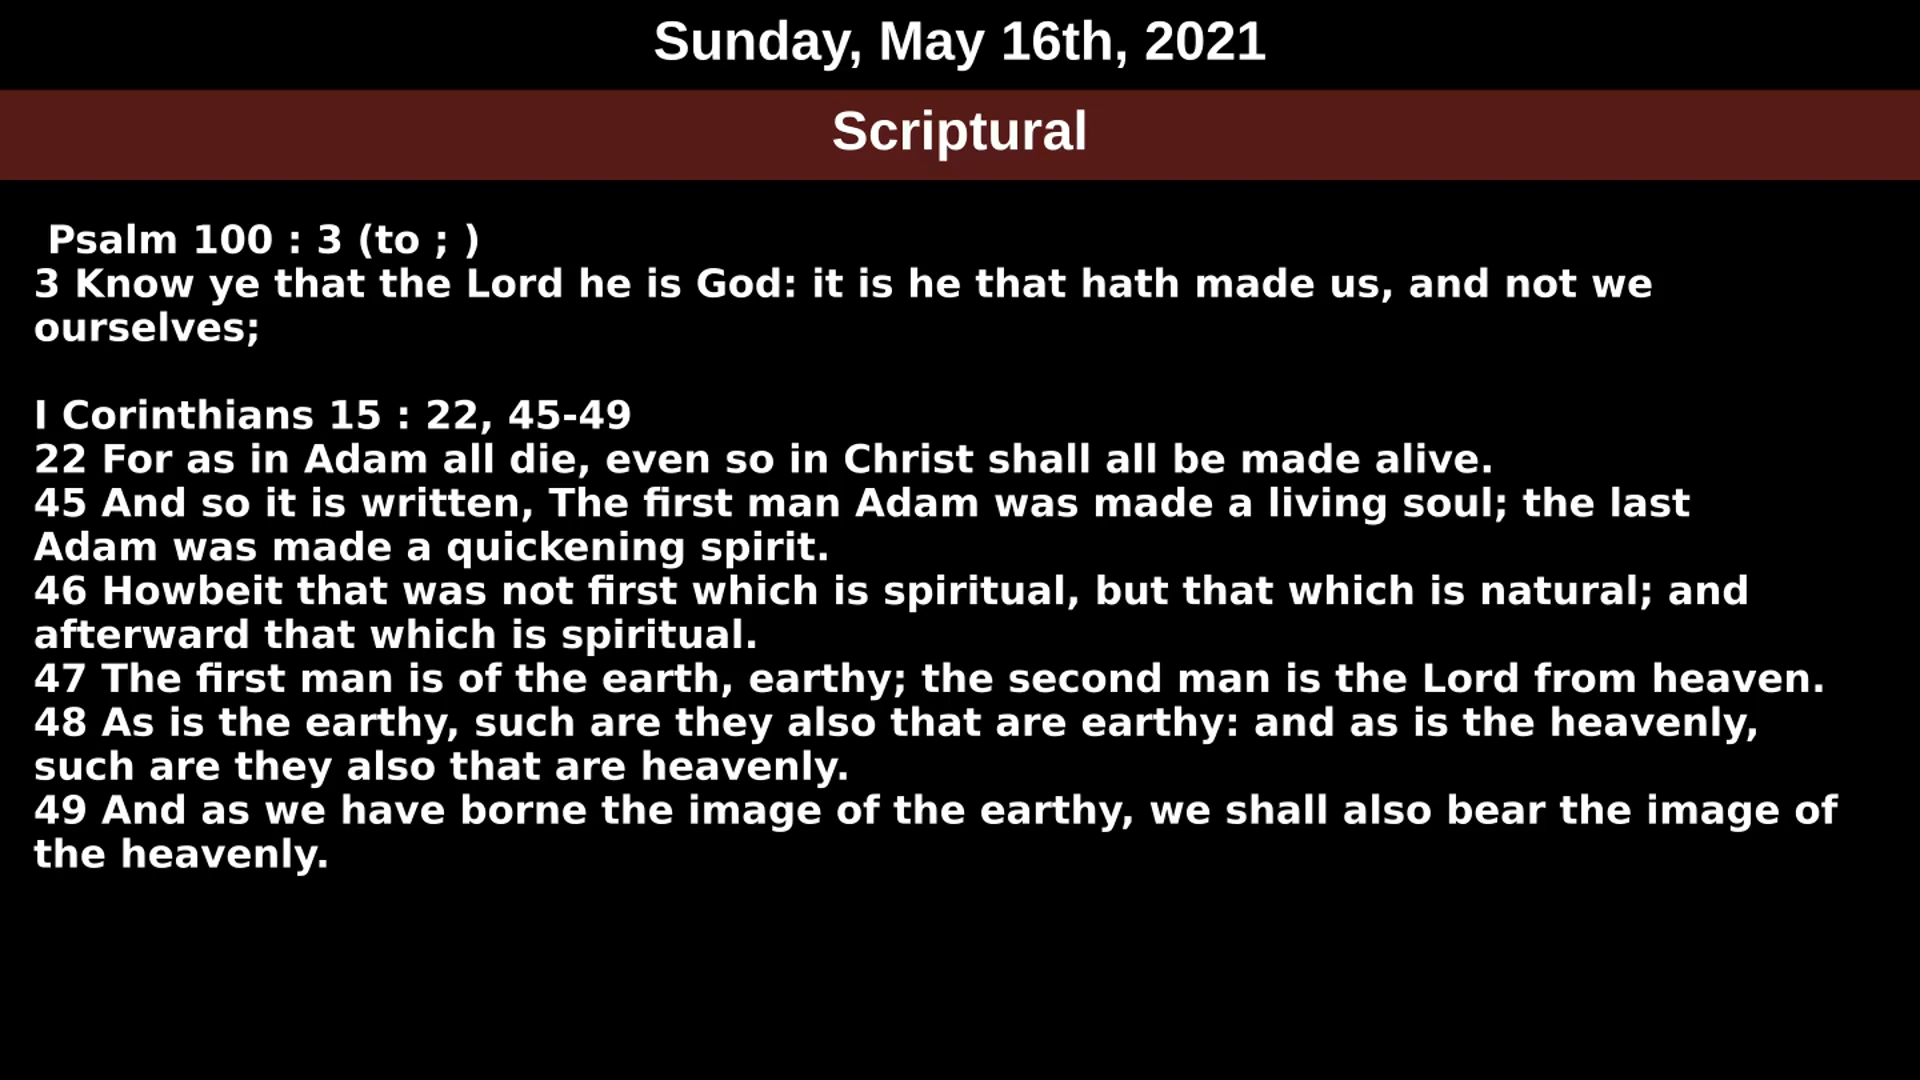 Sunday, May 16th, 2021
Scriptural
Psalm 100 : 3 (to ; )
3 Know ye that the Lord he is God: it is he that hath made us, and not we
ourselves;
I Corinthians 15 : 22, 45-49
22 For as in Adam all die, even so in Christ shall all be made alive.
45 And so it is written, The first man Adam was made a living soul; the last
Adam was made a quickening spirit.
46 Howbeit that was not first which is spiritual, but that which is natural; and
afterward that which is spiritual.
47 The first man is of the earth, earthy; the second man is the Lord from heaven.
48 As is the earthy, such are they also that are earthy: and as is the heavenly,
such are they also that are heavenly.
49 And as we have borne the image of the earthy, we shall also bear the image of
the heavenly.